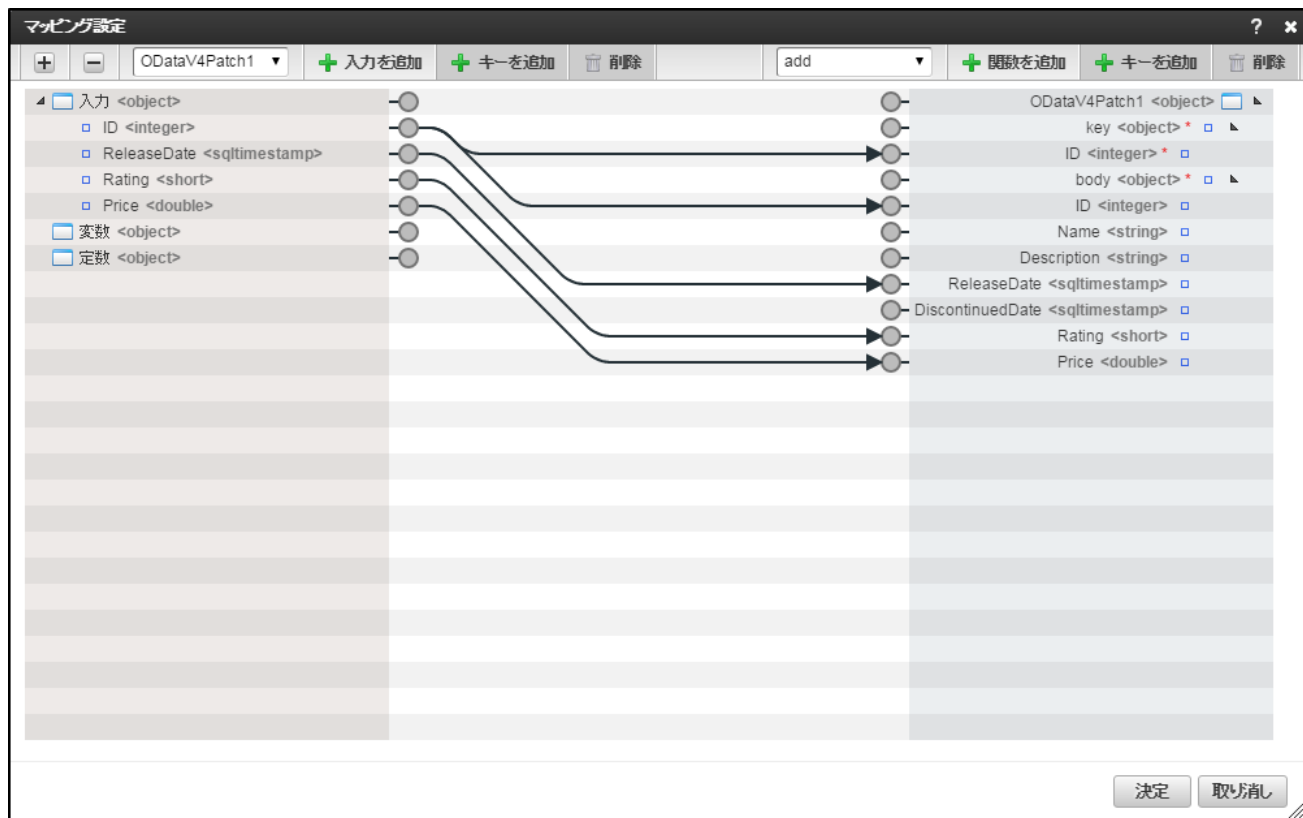 マッピング設定 ? ×
+ − ODataV4Patch1 ▼ 入力を追加 キーを追加 削除 add ▼ 関数を追加 キーを追加 削除
入力 <object> ODataV4Patch1 <object>
ID <integer> key <object> *
ReleaseDate <sqltimestamp> ID <integer> *
Rating <short> body <object> *
Price <double> ID <integer>
変数 <object> Name <string>
定数 <object> Description <string>
ReleaseDate <sqltimestamp>
DiscontinuedDate <sqltimestamp>
Rating <short>
Price <double>
決定 取り消し